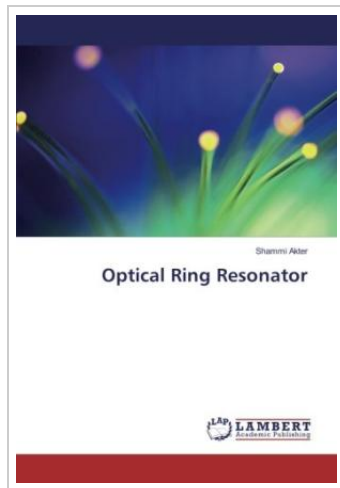 Shammi Akter
Optical Ring Resonator
LAP LAMBERT
Academic Publishing